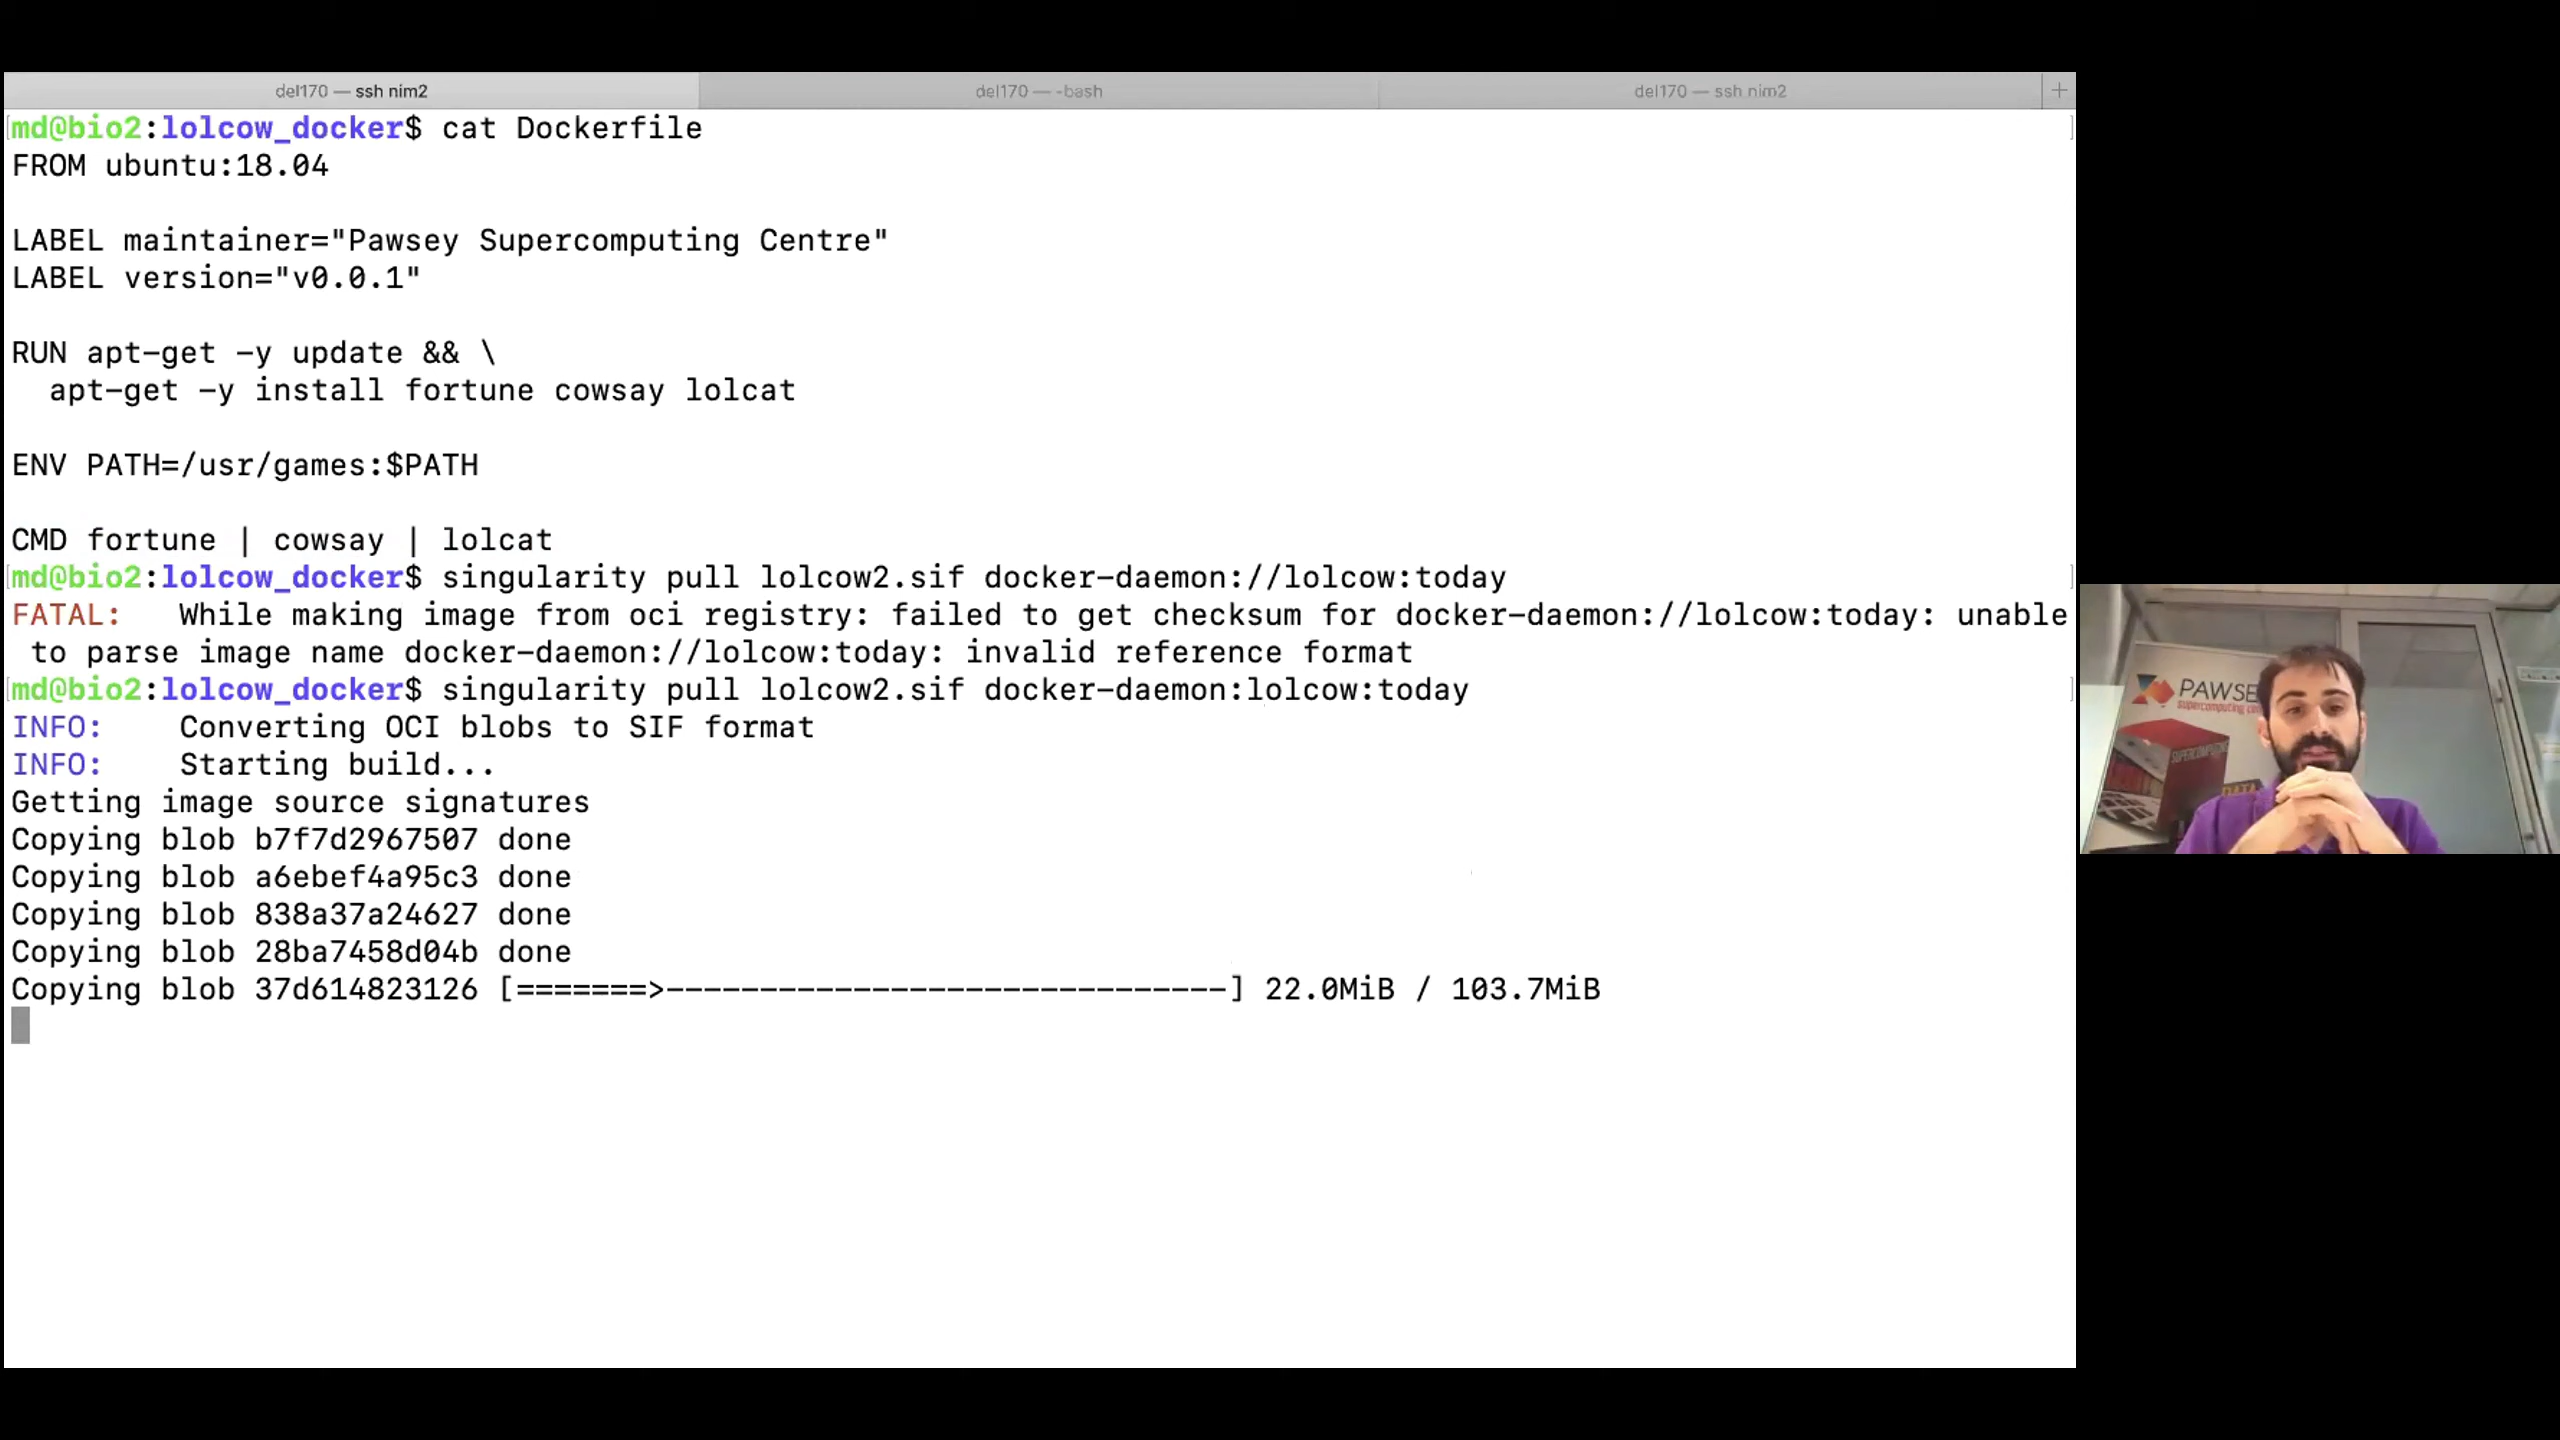 del170 — ssh nim2
del170 — -bash
del170 — ssh nim2
md@bio2:lolcow_docker$ cat Dockerfile
FROM ubuntu:18.04
LABEL maintainer="Pawsey Supercomputing Centre"
LABEL version="v0.0.1"
RUN apt-get -y update && \
  apt-get -y install fortune cowsay lolcat
ENV PATH=/usr/games:$PATH
CMD fortune | cowsay | lolcat
md@bio2:lolcow_docker$ singularity pull lolcow2.sif docker-daemon://lolcow:today
FATAL:   While making image from oci registry: failed to get checksum for docker-daemon://lolcow:today: unable
 to parse image name docker-daemon://lolcow:today: invalid reference format
md@bio2:lolcow_docker$ singularity pull lolcow2.sif docker-daemon:lolcow:today
INFO:    Converting OCI blobs to SIF format
INFO:    Starting build...
Getting image source signatures
Copying blob b7f7d2967507 done
Copying blob a6ebef4a95c3 done
Copying blob 838a37a24627 done
Copying blob 28ba7458d04b done
Copying blob 37d614823126 [=======>------------------------------] 22.0MiB / 103.7MiB
PAWSE
supercomputing
SUPERCOMPUTING
DATA